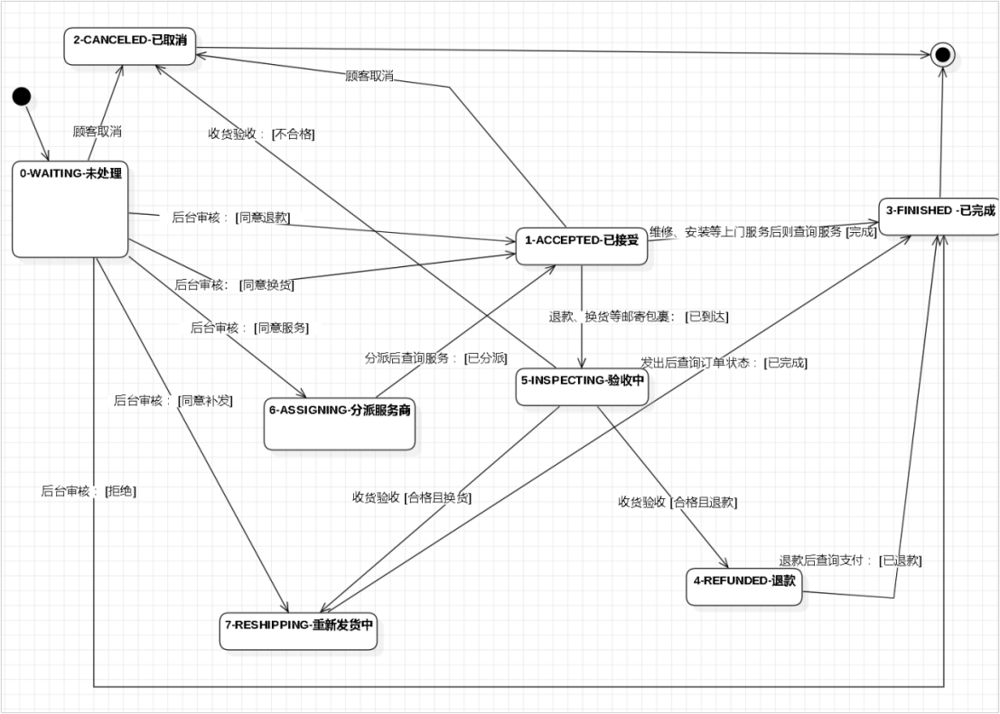 2-CANCELED-已取消
顾客取消
顾客取消
收货验收： [不合格]
0-WAITING-未处理
后台审核： [同意退款]
3-FINISHED -已完成
维修、安装等上门服务后则查询服务 [完成]
1-ACCEPTED-已接受
后台审核： [同意换货]
退款、换货等邮寄包裹： [已到达]
后台审核： [同意服务]
分派后查询服务： [已分派]
发出后查询订单状态： [已完成]
5-INSPECTING-验收中
后台审核： [同意补发]
6-ASSIGNING-分派服务商
后台审核： [拒绝]
收货验收 [合格且换货]
收货验收 [合格且退款]
退款后查询支付： [已退款]
4-REFUNDED-退款
7-RESHIPPING-重新发货中